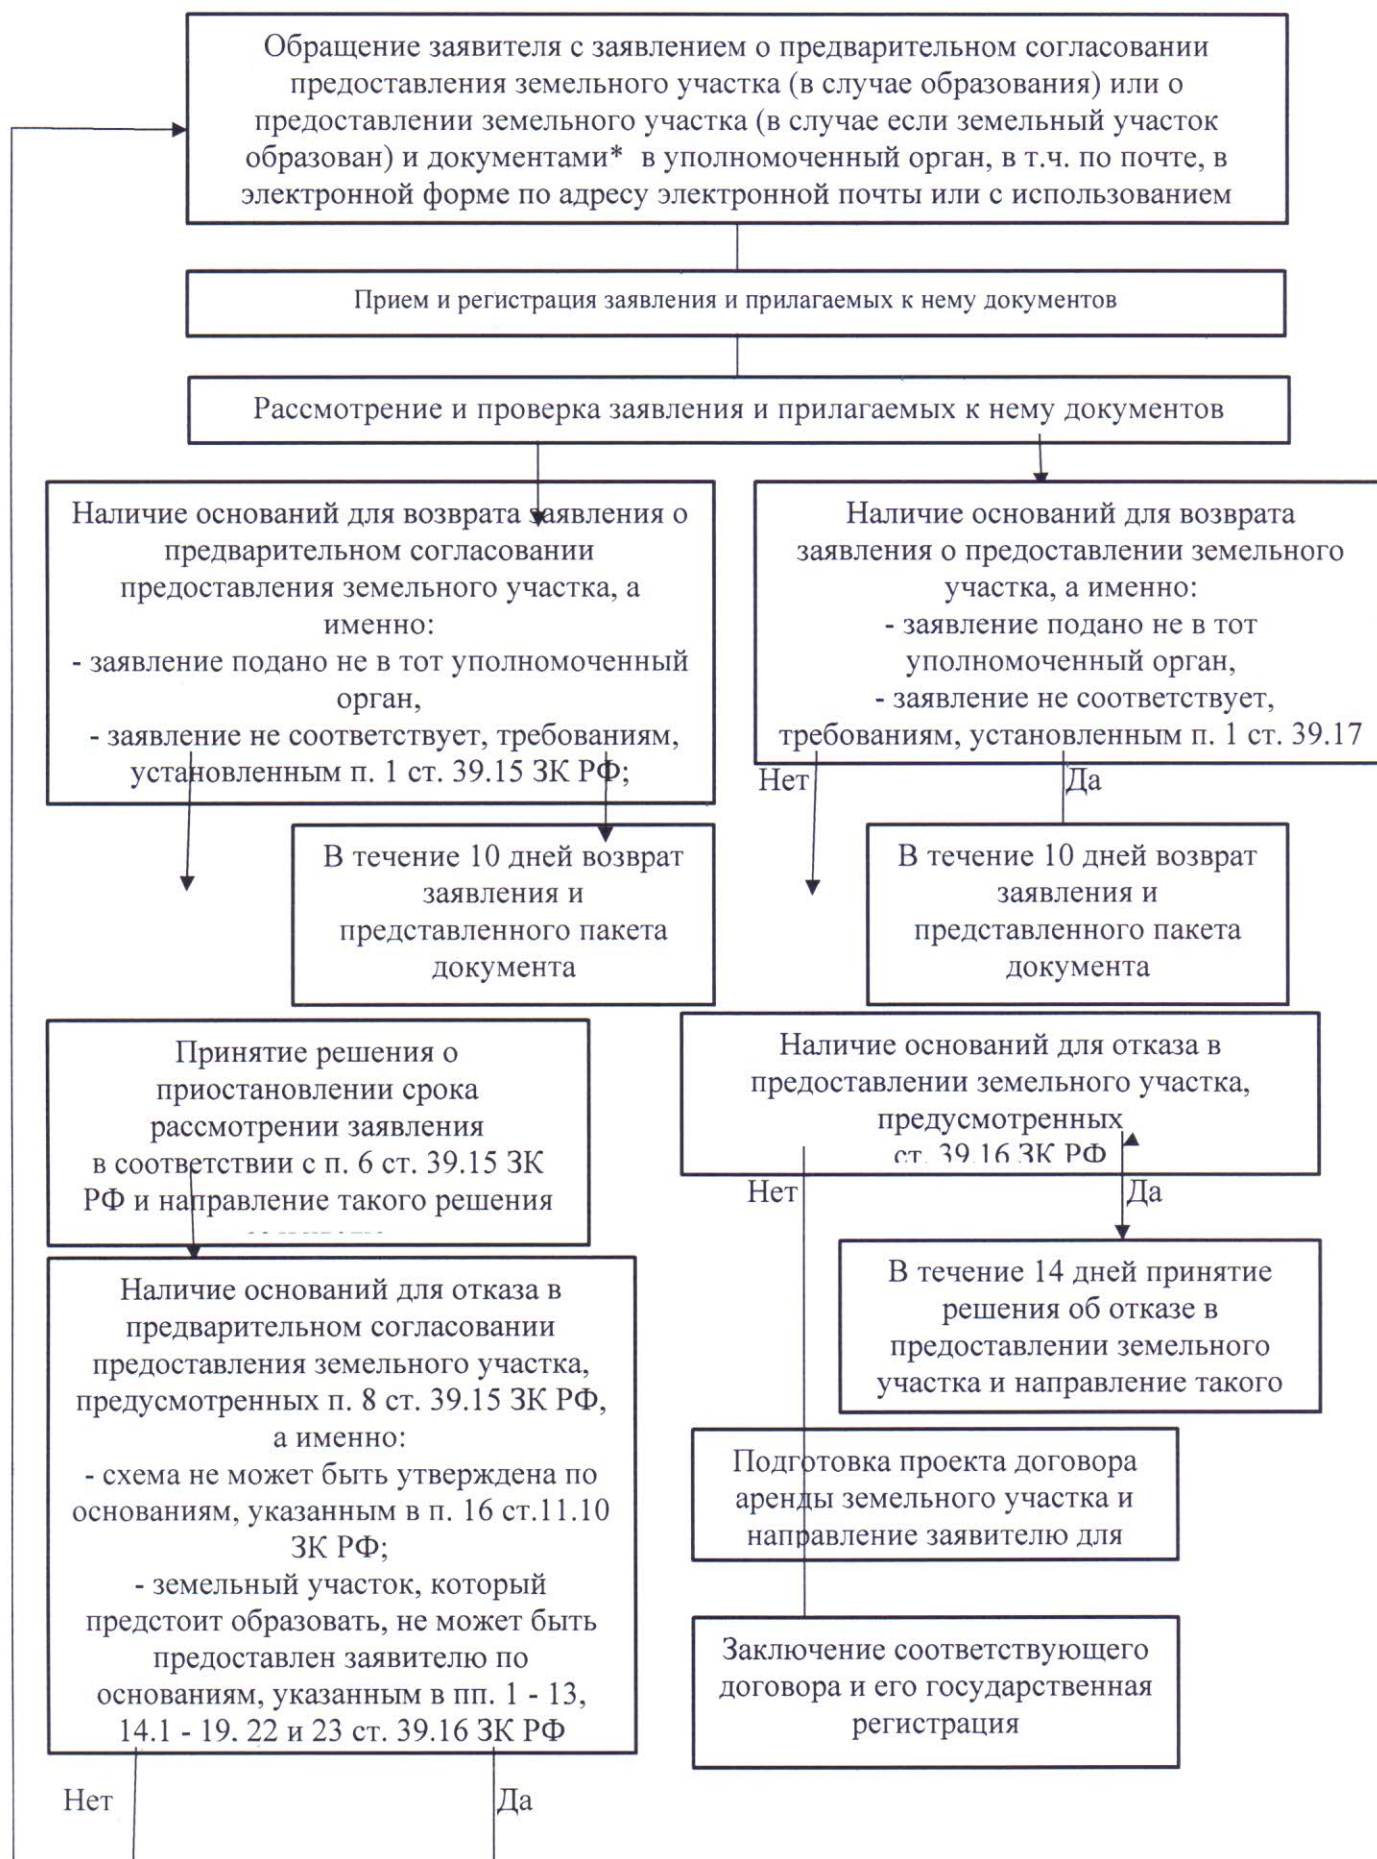 Обращение заявителя с заявлением о предварительном согласовании
предоставления земельного участка (в случае образования) или о
предоставлении земельного участка (в случае если земельный участок
образован) и документами* в уполномоченный орган, в т.ч. по почте, в
электронной форме по адресу электронной почты или с использованием
Прием и регистрация заявления и прилагаемых к нему документов
Рассмотрение и проверка заявления и прилагаемых к нему документов
Наличие оснований для возврата заявления о
предварительном согласовании
предоставления земельного участка, а
именно:
- заявление подано не в тот уполномоченный
орган,
- заявление не соответствует, требованиям,
установленным п. 1 ст. 39.15 ЗК РФ;
Наличие оснований для возврата
заявления о предоставлении земельного
участка, а именно:
- заявление подано не в тот
уполномоченный орган,
- заявление не соответствует,
требованиям, установленным п. 1 ст. 39.17
Нет
Да
В течение 10 дней возврат
заявления и
представленного пакета
документа
В течение 10 дней возврат
заявления и
представленного пакета
документа
Принятие решения о
приостановлении срока
рассмотрении заявления
в соответствии с п. 6 ст. 39.15 ЗК
РФ и направление такого решения
Наличие оснований для отказа в
предоставлении земельного участка,
предусмотренных
ст. 39.16 ЗК РФ
Нет
Да
В течение 14 дней принятие
решения об отказе в
предоставлении земельного
участка и направление такого
Наличие оснований для отказа в
предварительном согласовании
предоставления земельного участка,
предусмотренных п. 8 ст. 39.15 ЗК РФ,
а именно:
- схема не может быть утверждена по
основаниям, указанным в п. 16 ст.11.10
ЗК РФ;
- земельный участок, который
предстоит образовать, не может быть
предоставлен заявителю по
основаниям, указанным в пп. 1 - 13,
14.1 - 19. 22 и 23 ст. 39.16 ЗК РФ
Подготовка проекта договора
аренды земельного участка и
направление заявителю для
Заключение соответствующего
договора и его государственная
регистрация
Нет
Да